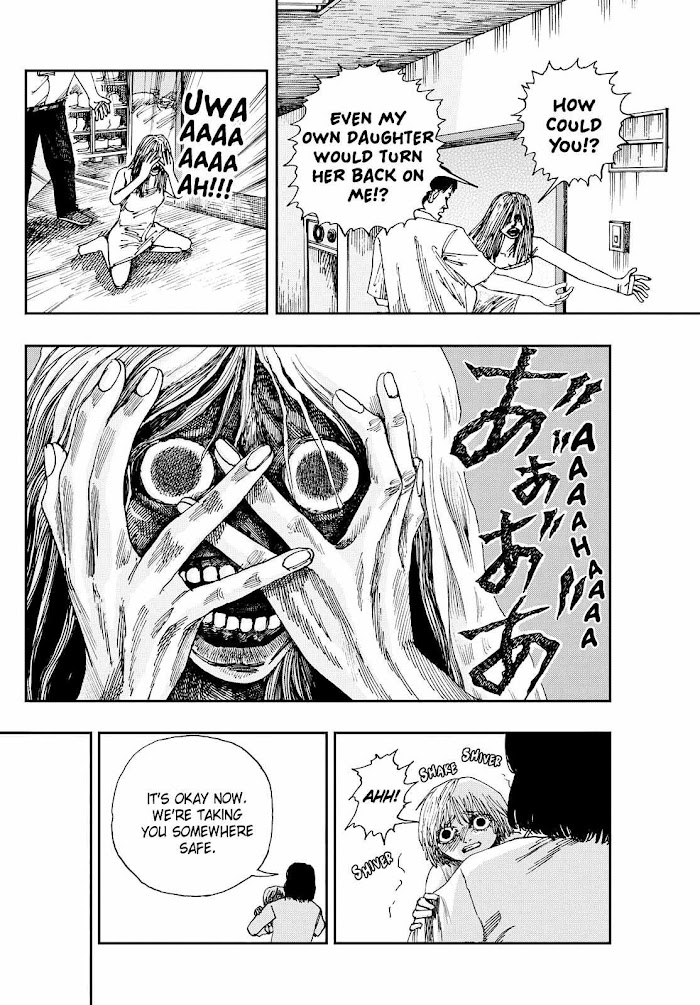 HOW
COULD
YOU!?
EVEN MY
OWN DAUGHTER
WOULD TURN
HER BACK ON
ME!?
UWA
AAAA
AAAA
AH!!!
あ゛あぁあ゛あ゛
AAAAHAAAA
AHH!
SHAKE
SHIVER
SHIVER
IT'S OKAY NOW.
WE'RE TAKING
YOU SOMEWHERE
SAFE.